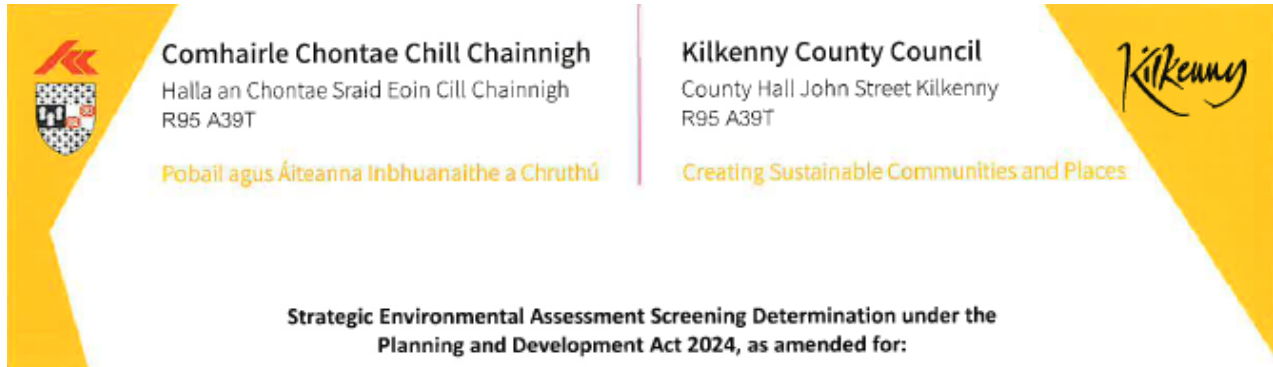 Comhairle Chontae Chill Chainnigh
Halla an Chontae Sraid Eoin Cill Chainnigh
R95 A39T
Pobail agus Áiteanna Inbhuanaithe a Chruthú
Kilkenny County Council
County Hall John Street Kilkenny
R95 A39T
Creating Sustainable Communities and Places
Kilkenny
Strategic Environmental Assessment Screening Determination under the
Planning and Development Act 2024, as amended for: